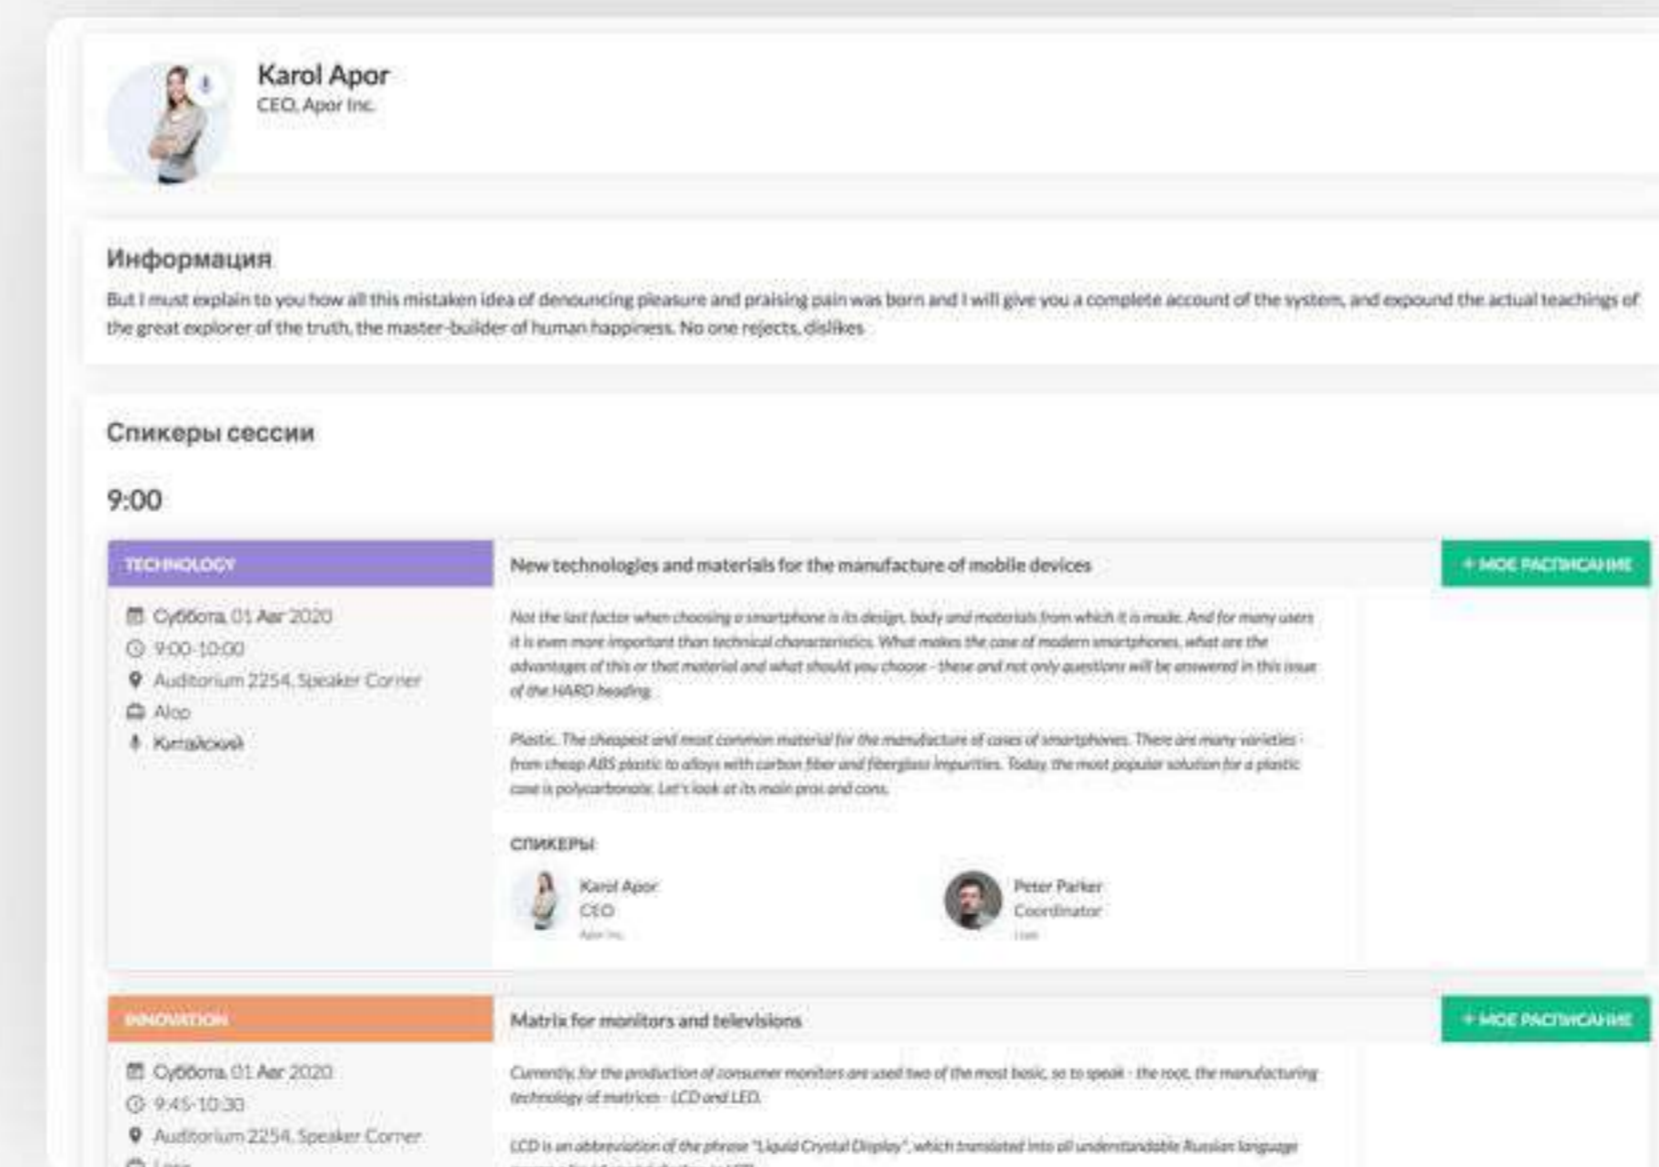 Karol Apor
CEO, Apor Inc.
Информация
But I must explain to you how all this mistaken idea of denouncing pleasure and praising pain was born and I will give you a complete account of the system, and expound the actual teachings of
the great explorer of the truth, the master-builder of human happiness. No one rejects, dislikes
Спикеры сессии
9:00
TECHNOLOGY
New technologies and materials for the manufacture of mobile devices
+ МОЕ РАСПИСАНИЕ
Суббота, 01 Авг 2020
9:00-10:00
Auditorium 2254, Speaker Corner
Alop
Китайский
Not the last factor when choosing a smartphone is its design, body and materials from which it is made. And for many users
it is even more important than technical characteristics. What makes the case of modern smartphones, what are the
advantages of this or that material and what should you choose - these and not only questions will be answered in this issue
of the HARD heading.
Plastic. The cheapest and most common material for the manufacture of cases of smartphones. There are many varieties -
from cheap ABS plastic to alloys with carbon fiber and fiberglass impurities. Today, the most popular solution for a plastic
case is polycarbonate. Let's look at its main pros and cons.
СПИКЕРЫ:
Karol Apor
CEO
Apor Inc.
Peter Parker
Coordinator
INNOVATION
Matrix for monitors and televisions
+ МОЕ РАСПИСАНИЕ
Суббота, 01 Авг 2020
9:45-10:30
Auditorium 2254, Speaker Corner
Currently, for the production of consumer monitors are used two of the most basic, so to speak - the root, the manufacturing
technology of matrices - LCD and LED.
LCD is an abbreviation of the phrase "Liquid Crystal Display", which translated into all understandable Russian language